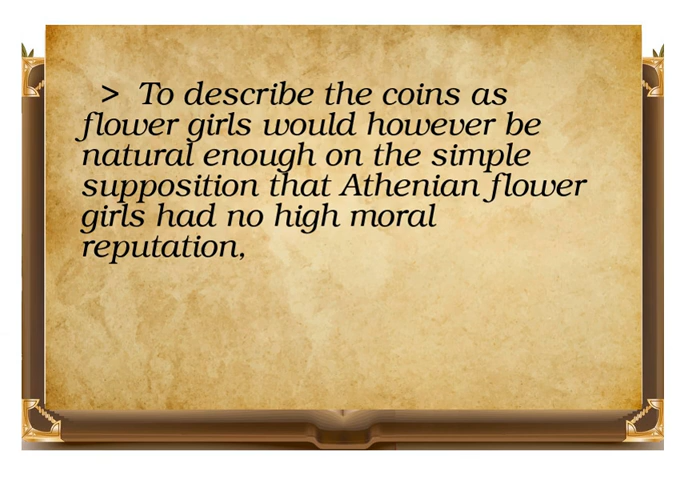 > To describe the coins as
flower girls would however be
natural enough on the simple
supposition that Athenian flower
girls had no high moral
reputation,